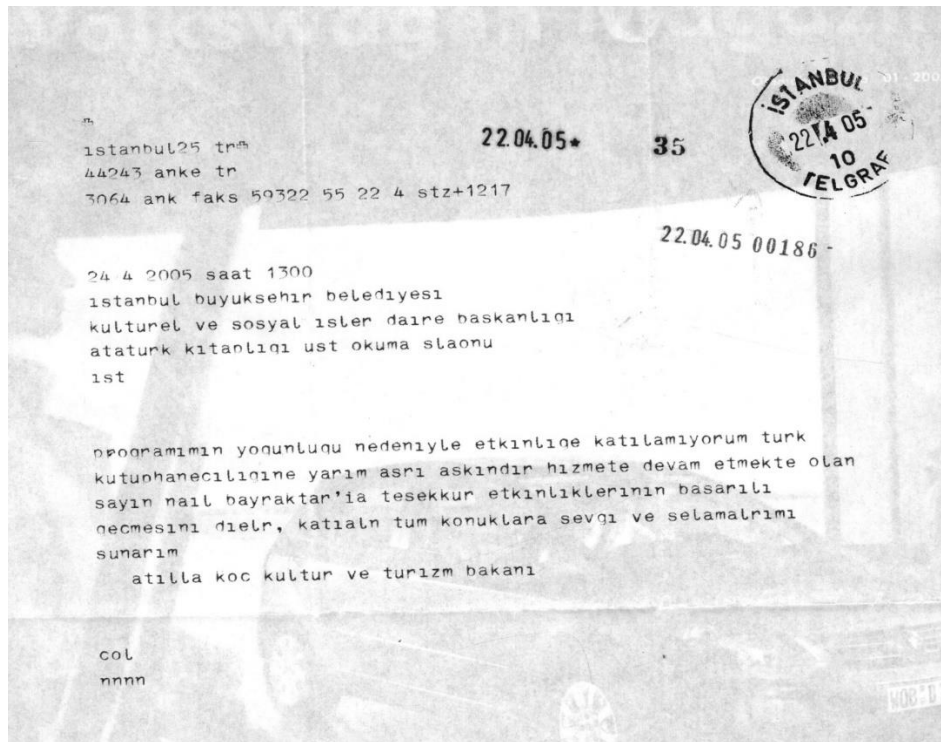 ıstanbul25 tr
22.04.05*
35
İSTANBUL
22 4 05
10
TELGRAF
44243 anke tr
3064 ank faks 59322 55 22 4 stz+1217
22.04.05 00186 -
24 4 2005 saat 1300
ıstanbul buyuksehır beledıyesı
kulturel ve sosyal ısler daıre baskanlıgı
ataturk kıtaplıgı ust okuma slaonu
ıst
programımın yogunlugu nedenıyle etkınlıge katılamıyorum turk
kutuphanecılıgıne yarım asrı askındır hızmete devam etmekte olan
sayın naıl bayraktar'ıa tesekkur etkınlıklerının basarılı
gecmesını dıelr, katıaln tum konuklara sevgı ve selamalrımı
sunarım
atılla koc kultur ve turızm bakanı
col
nnnn